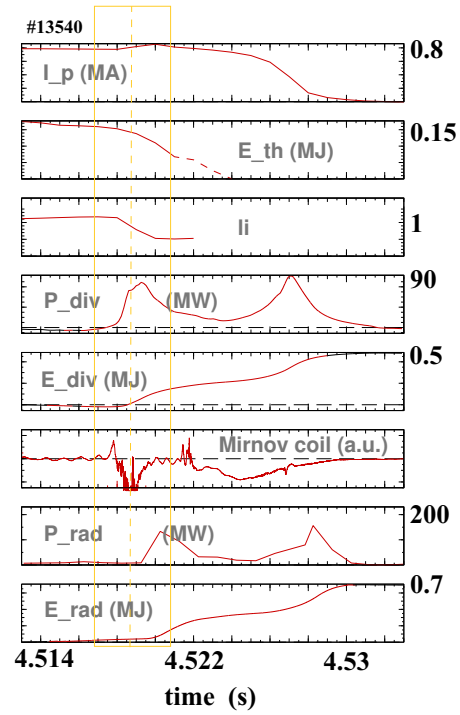 #13540
0.8
I_p (MA)
0.15
E_th (MJ)
li
1
90
P_div (MW)
0.5
E_div (MJ)
Mirnov coil (a.u.)
200
P_rad (MW)
0.7
E_rad (MJ)
4.514 4.522 4.53
time (s)